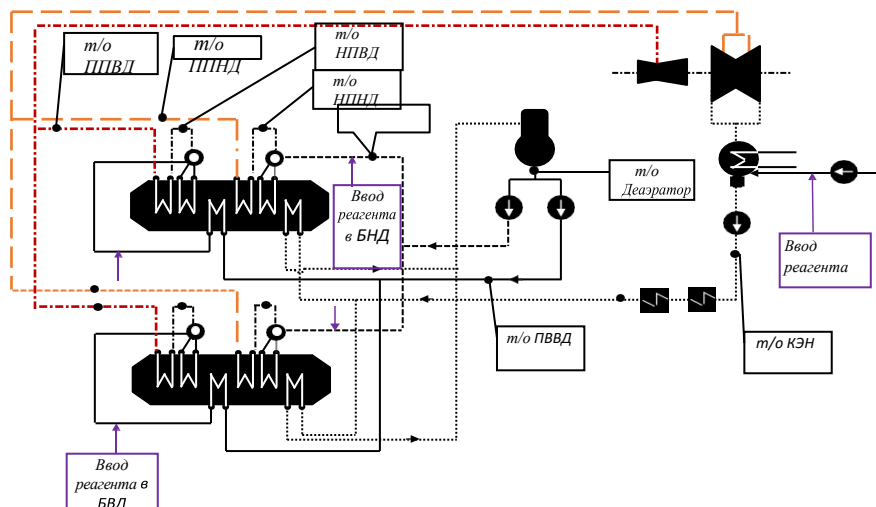 т/о
ППВД
т/о
ППНД
т/о
НПВД
т/о
НПНД
Ввод
реагента
в БНД
т/о
Деаэратор
Ввод
реагента
т/о ПВВД
т/о КЭН
Ввод
реагента в
БВД